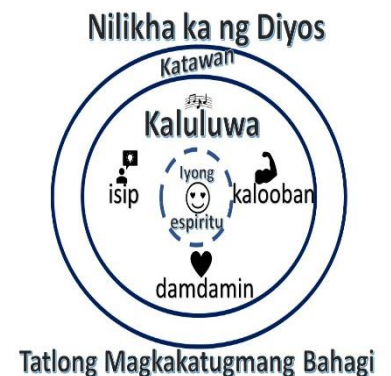 Nilikha ka ng Diyos
Katawan
Kaluluwa
isip
Iyong
espiritu
kalooban
damdamin
Tatlong Magkakatugmang Bahagi